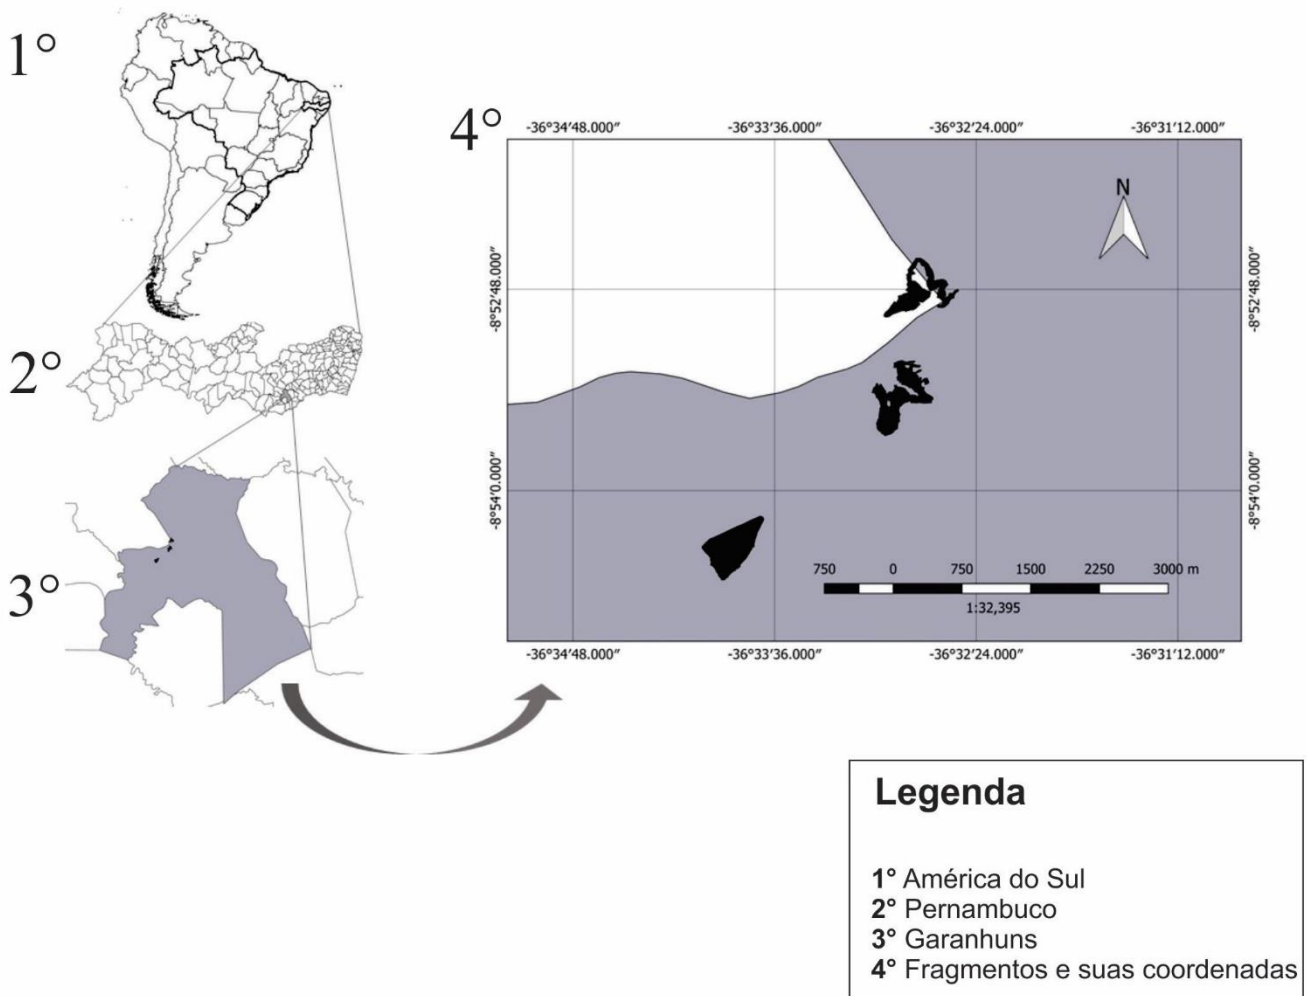 1°
2°
3°
4°
-36°34'48.000" -36°33'36.000" -36°32'24.000" -36°31'12.000"
N
-8°52'48.000" -8°52'48.000"
-8°54'0.000" -8°54'0.000"
750 0 750 1500 2250 3000 m
1:32,395
-36°34'48.000" -36°33'36.000" -36°32'24.000" -36°31'12.000"
Legenda
1° América do Sul
2° Pernambuco
3° Garanhuns
4° Fragmentos e suas coordenadas